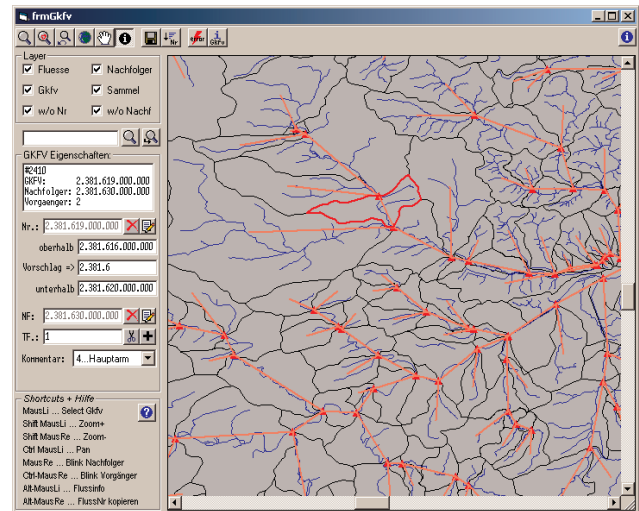 frmGkfv
Nr
error
GKFv
Layer
Fluesse Nachfolger
Gkfv Sammel
w/o Nr w/o Nachf
GKFV Eigenschaften:
#2410
GKFV: 2.381.619.000.000
Nachfolger: 2.381.630.000.000
Vorgaenger: 2
Nr.: 2.381.619.000.000
oberhalb 2.381.616.000.000
Vorschlag => 2.381.6
unterhalb 2.381.620.000.000
NF: 2.381.630.000.000
TF.: 1
Kommentar: 4...Hauptarm
Shortcuts + Hilfe
MausLi ... Select Gkfv
Shift MausLi ... Zoom+
Shift MausRe ... Zoom-
Ctrl MausLi ... Pan
MausRe ... Blink Nachfolger
Ctrl-MausRe ... Blink Vorgänger
Alt-MausLi ... Flussinfo
Alt-MausRe ... FlussNr kopieren